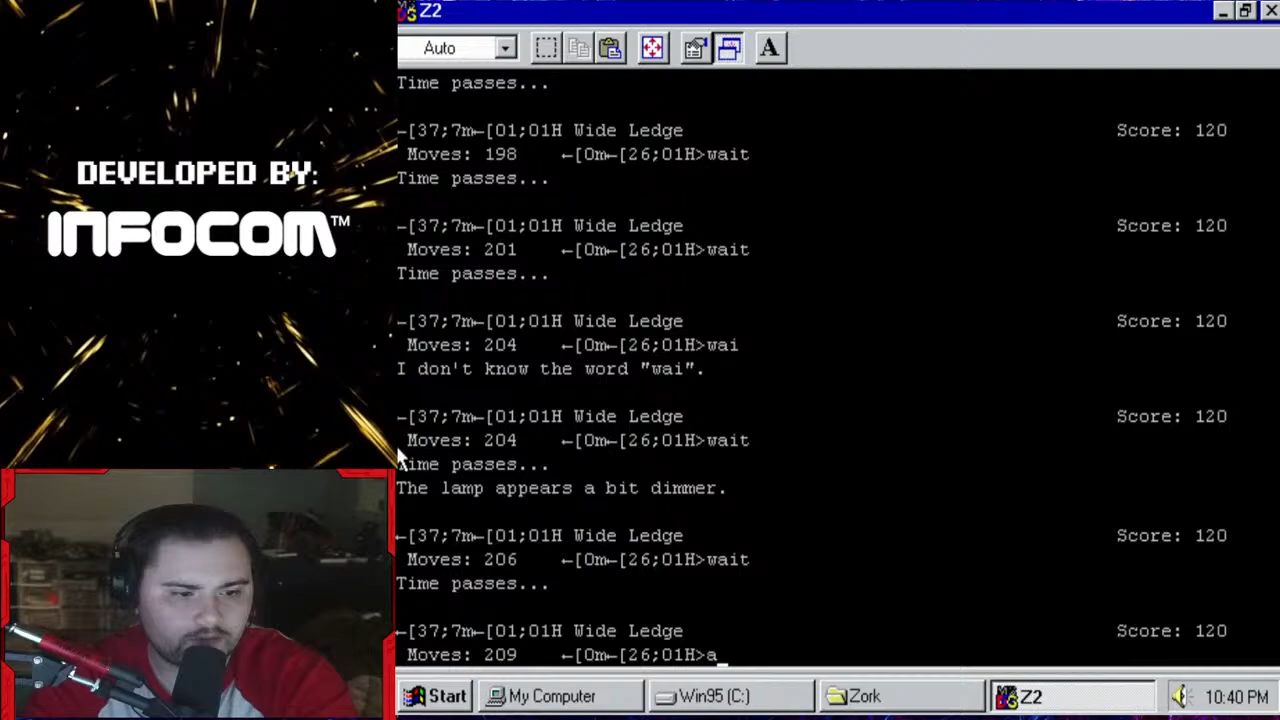 DEVELOPED BY:
INFOCOM™
Z2
Auto
A
Time passes...
←[37;7m←[01;01H Wide Ledge Score: 120
Moves: 198 ←[0m←[26;01H>wait
Time passes...
←[37;7m←[01;01H Wide Ledge Score: 120
Moves: 201 ←[0m←[26;01H>wait
Time passes...
←[37;7m←[01;01H Wide Ledge Score: 120
Moves: 204 ←[0m←[26;01H>wai
I don't know the word "wai".
←[37;7m←[01;01H Wide Ledge Score: 120
Moves: 204 ←[0m←[26;01H>wait
Time passes...
The lamp appears a bit dimmer.
←[37;7m←[01;01H Wide Ledge Score: 120
Moves: 206 ←[0m←[26;01H>wait
Time passes...
←[37;7m←[01;01H Wide Ledge Score: 120
Moves: 209 ←[0m←[26;01H>a_
Start My Computer Win95 (C:) Zork Z2 10:40 PM